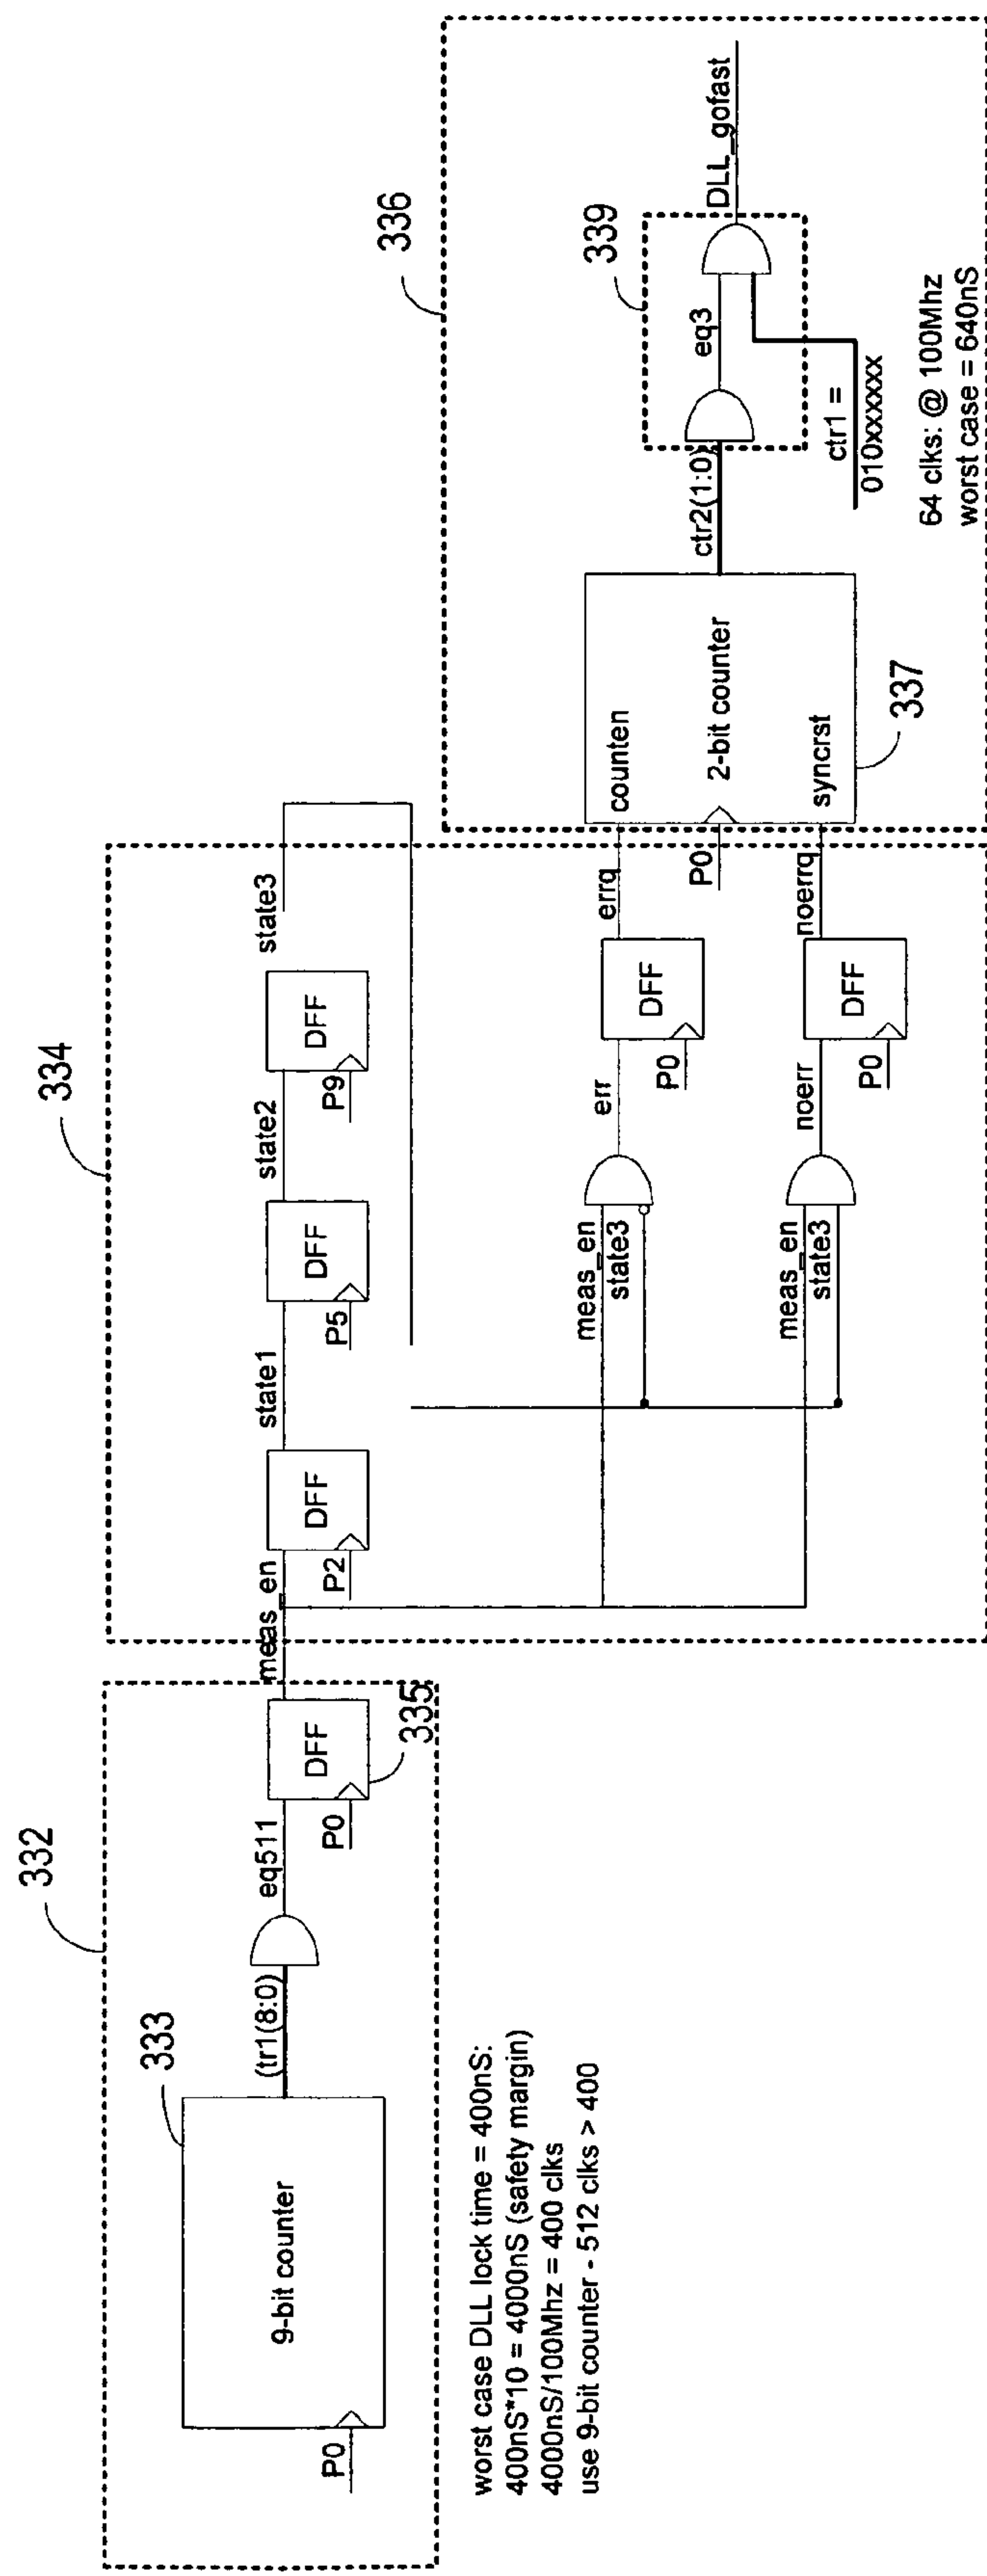 332
333
9-bit counter
P0
(tr1(8:0)
eq511
DFF
P0
335
worst case DLL lock time = 400nS:
400nS*10 = 4000nS (safety margin)
4000nS/100Mhz = 400 clks
use 9-bit counter - 512 clks > 400
334
meas_en
DFF
P2
state1
DFF
P5
state2
DFF
P9
state3
meas_en
state3
err
DFF
P0
errq
meas_en
state3
noerr
DFF
P0
noerrq
336
counten
P0
2-bit counter
syncrst
337
ctr2(1:0)
339
eq3
DLL_gofast
ctr1 =
010xxxxxx
64 clks: @ 100Mhz
worst case = 640nS